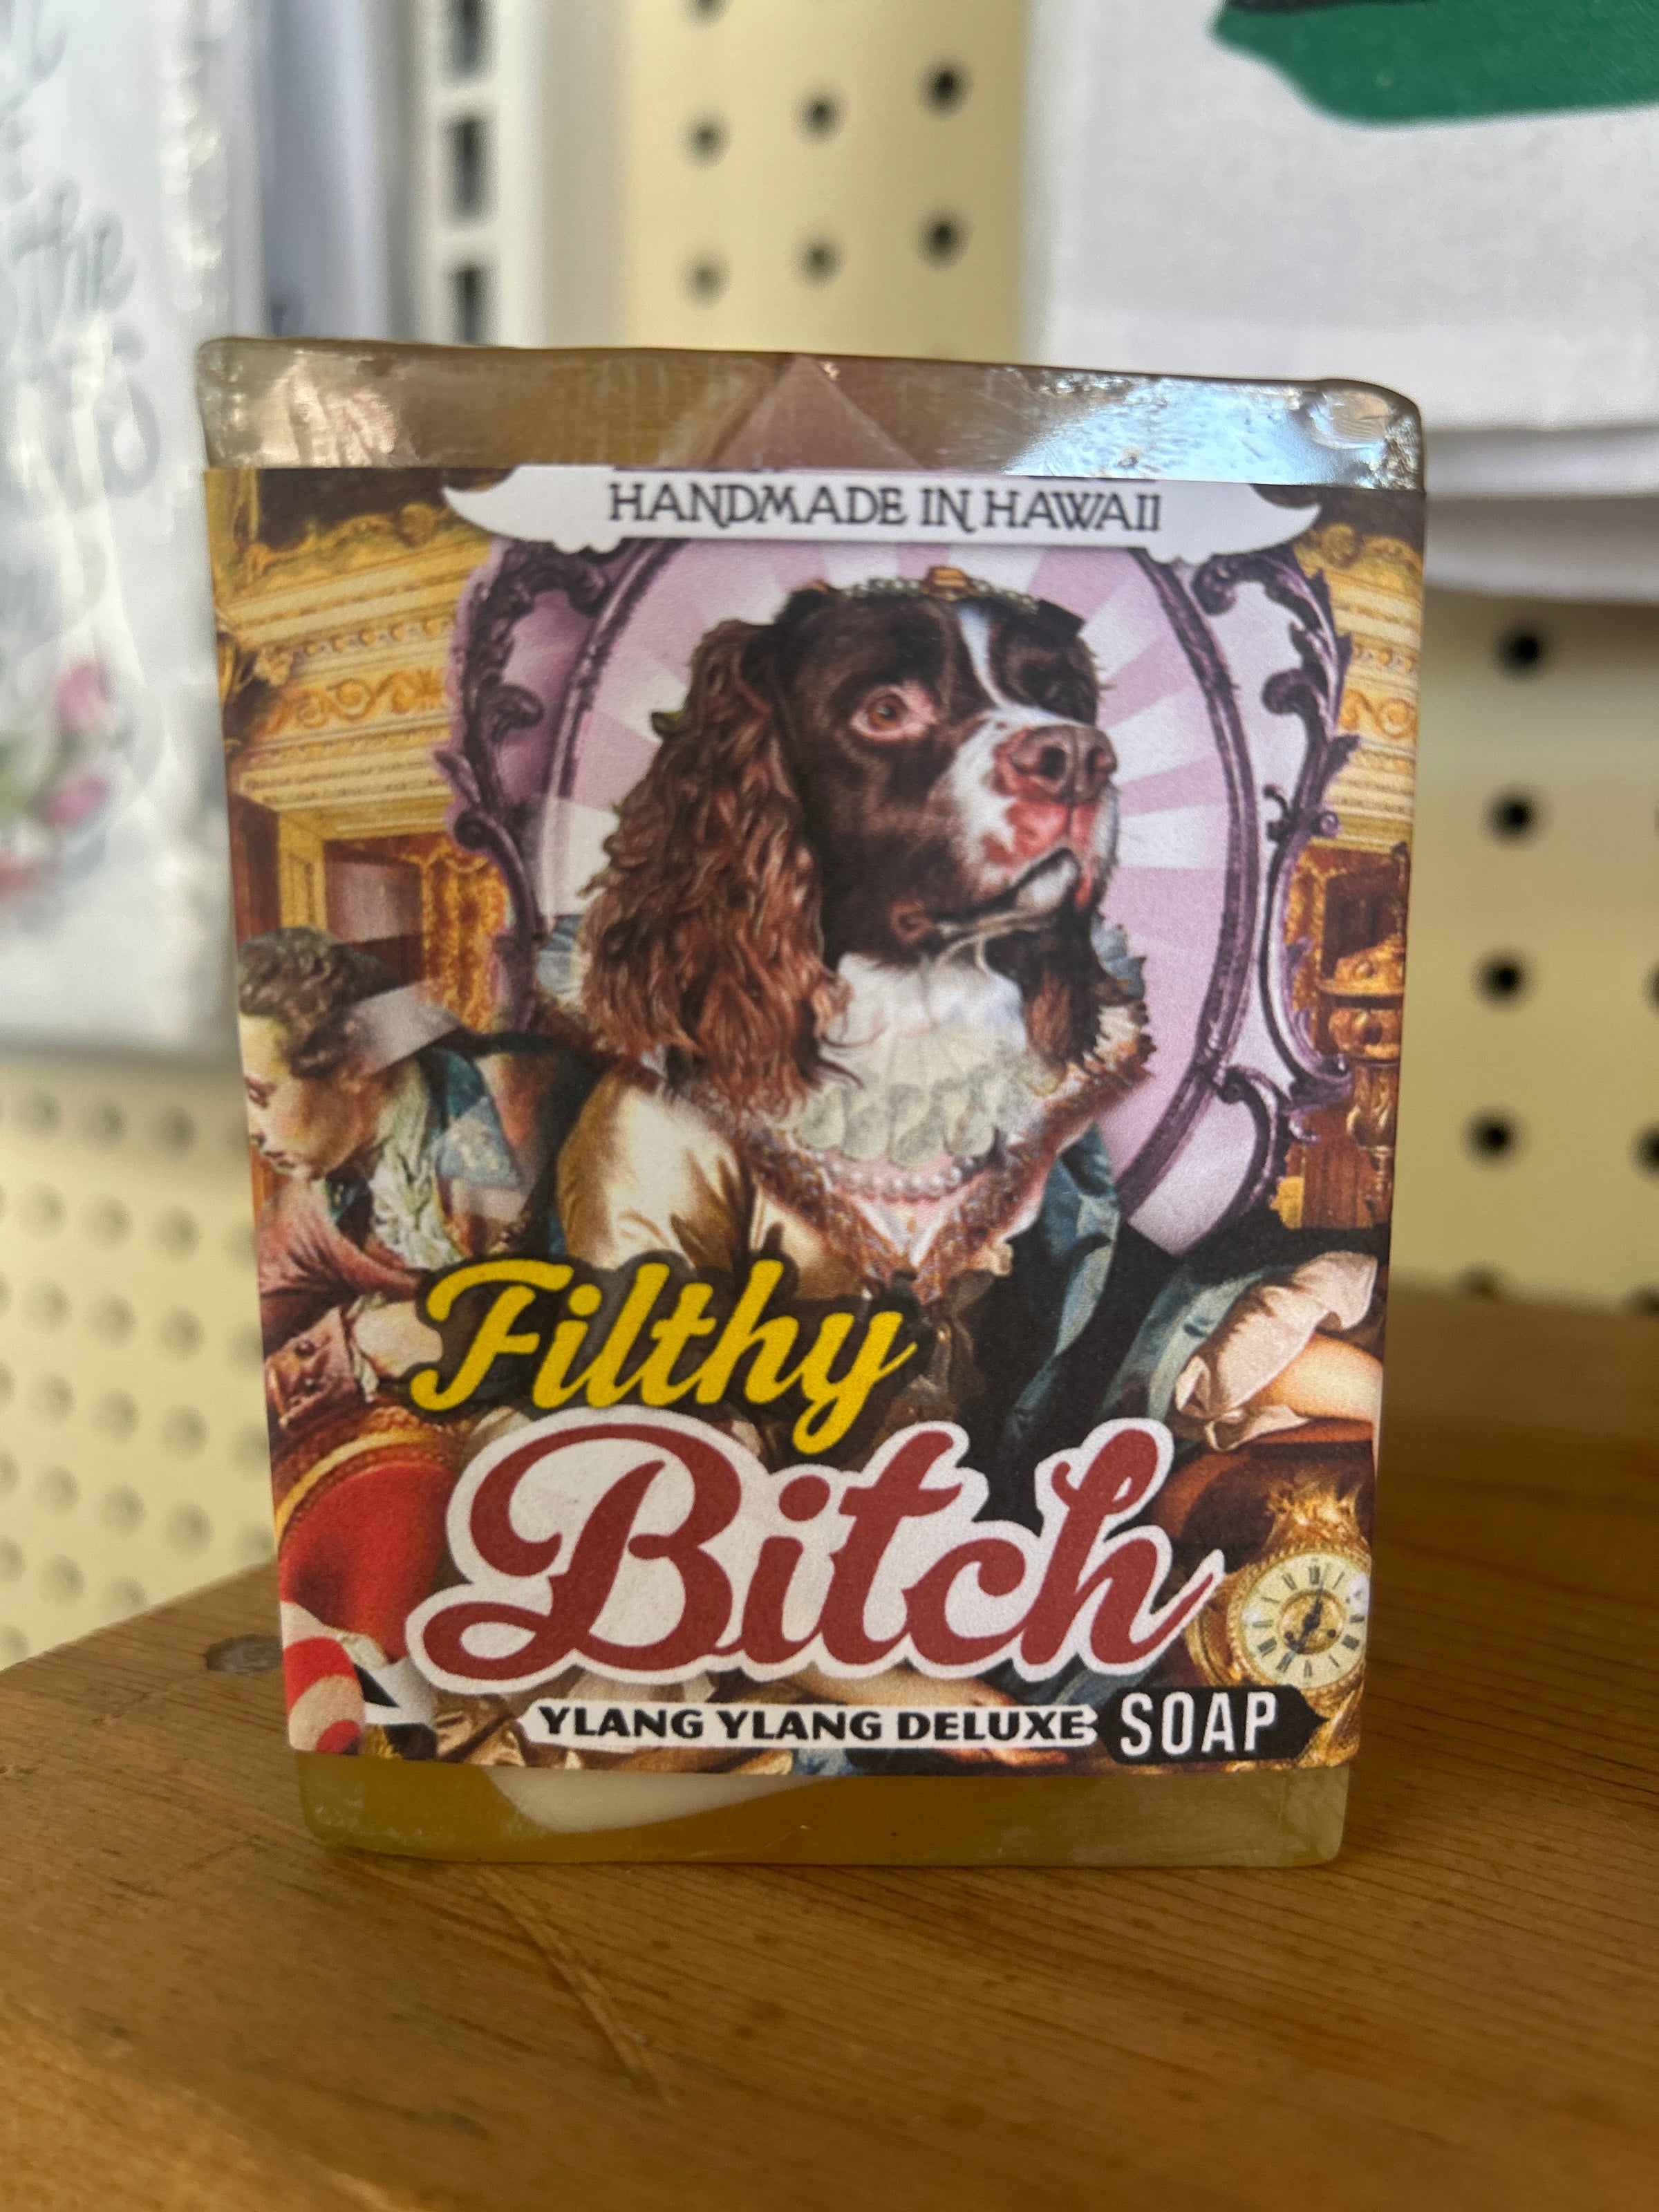 HANDMADE IN HAWAII
Filthy
Bitch
YLANG YLANG DELUXE SOAP